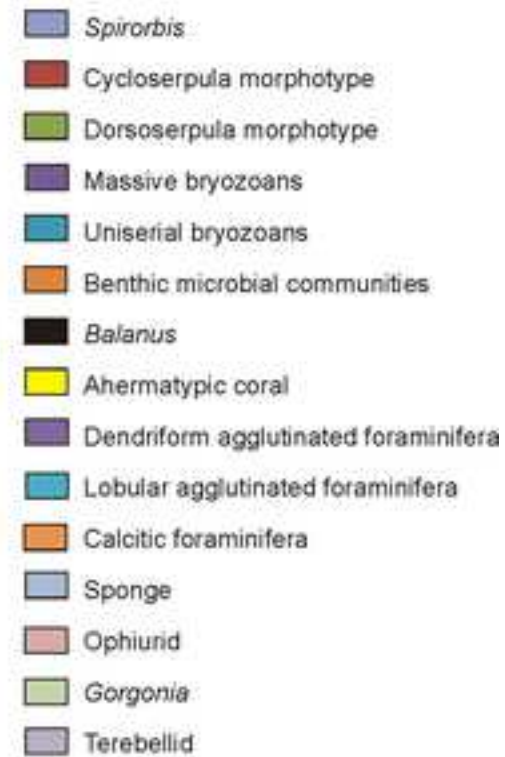 Spirorbis
Cycloserpula morphotype
Dorsoserpula morphotype
Massive bryozoans
Uniserial bryozoans
Benthic microbial communities
Balanus
Ahermatypic coral
Dendriform agglutinated foraminifera
Lobular agglutinated foraminifera
Calcitic foraminifera
Sponge
Ophiurid
Gorgonia
Terebellid